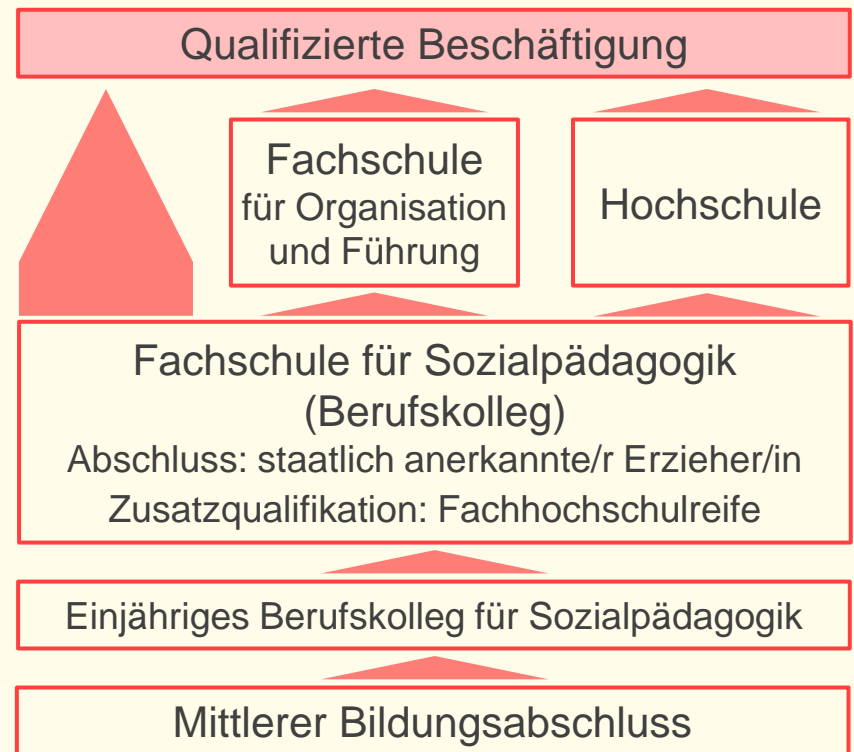 Qualifizierte Beschäftigung
Fachschule
für Organisation
und Führung
Hochschule
Fachschule für Sozialpädagogik
(Berufskolleg)
Abschluss: staatlich anerkannte/r Erzieher/in
Zusatzqualifikation: Fachhochschulreife
Einjähriges Berufskolleg für Sozialpädagogik
Mittlerer Bildungsabschluss